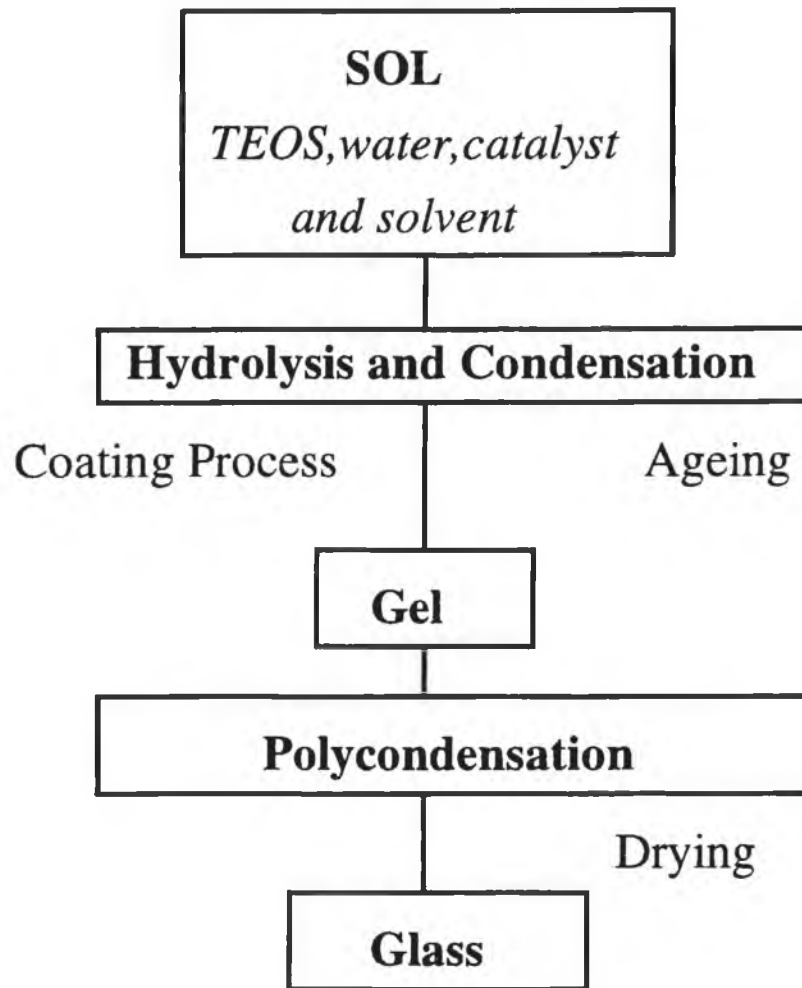 SOL
TEOS,water,catalyst
and solvent
Hydrolysis and Condensation
Coating Process
Ageing
Gel
Polycondensation
Drying
Glass